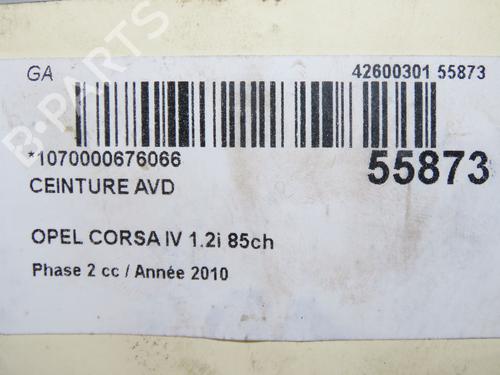 GA
42600301 55873
*1070000676066
55873
CEINTURE AVD
OPEL CORSA IV 1.2i 85ch
Phase 2 cc / Année 2010
B-PARTS